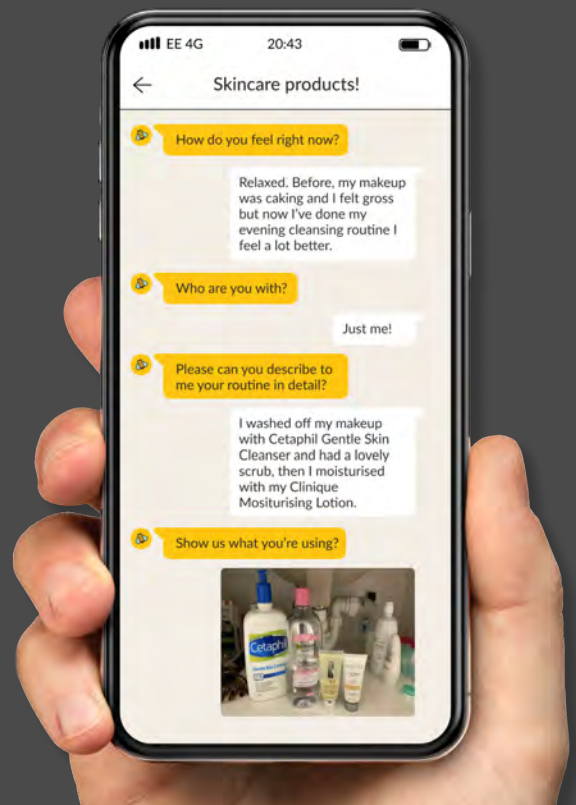 EE 4G 20:43
Skincare products!
How do you feel right now?
Relaxed. Before, my makeup
was caking and I felt gross
but now I've done my
evening cleansing routine I
feel a lot better.
Who are you with?
Just me!
Please can you describe to
me your routine in detail?
I washed off my makeup
with Cetaphil Gentle Skin
Cleanser and had a lovely
scrub, then I moisturised
with my Clinique
Mositurising Lotion.
Show us what you're using?
Cetaphil